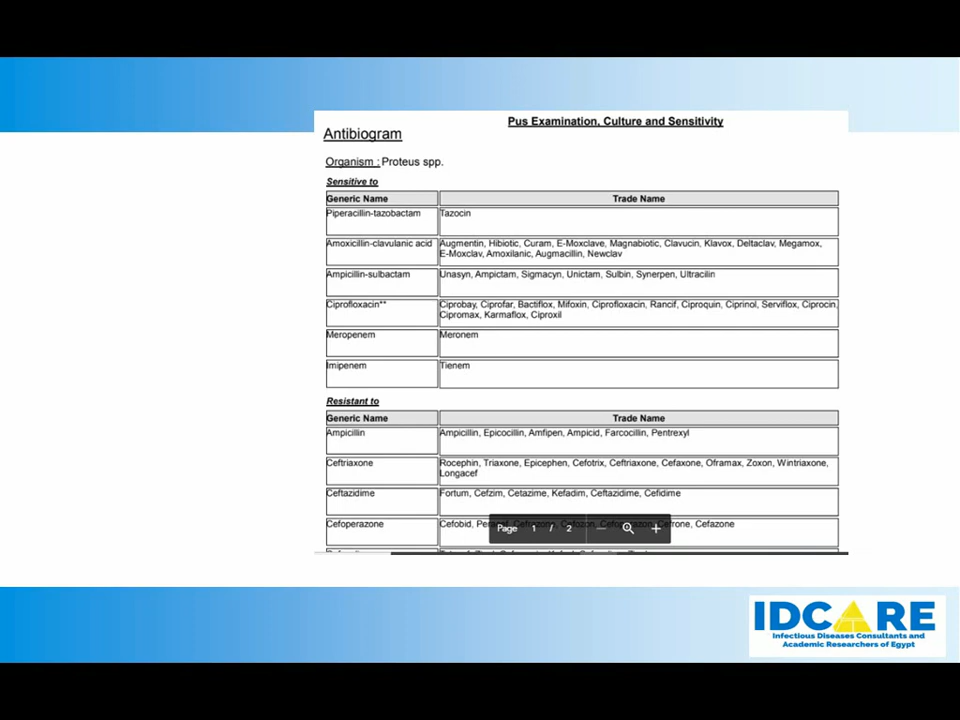 Pus Examination, Culture and Sensitivity
Antibiogram
Organism : Proteus spp.
Sensitive to
Generic Name Trade Name
Piperacillin-tazobactam Tazocin
Amoxicillin-clavulanic acid Augmentin, Hibiotic, Curam, E-Moxclave, Magnabiotic, Clavucin, Klavox, Deltaclav, Megamox,
E-Moxclav, Amoxilanic, Augmacillin, Newclav
Ampicillin-sulbactam Unasyn, Ampictam, Sigmacyn, Unictam, Sulbin, Synerpen, Ultracilin
Ciprofloxacin** Ciprobay, Ciprofar, Bactiflox, Mifoxin, Ciprofloxacin, Rancif, Ciproquin, Ciprinol, Serviflox, Ciprocin,
Cipromax, Karmaflox, Ciproxil
Meropenem Meronem
Imipenem Tienem
Resistant to
Generic Name Trade Name
Ampicillin Ampicillin, Epicocillin, Amfipen, Ampicid, Farcocillin, Pentrexyl
Ceftriaxone Rocephin, Triaxone, Epicephen, Cefotrix, Ceftriaxone, Cefaxone, Oframax, Zoxon, Wintriaxone,
Longacef
Ceftazidime Fortum, Cefzim, Cetazime, Kefadim, Ceftazidime, Cefidime
Cefoperazone Cefobid, Cefazone
Page 1 / 2
IDCARE
Infectious Diseases Consultants and
Academic Researchers of Egypt